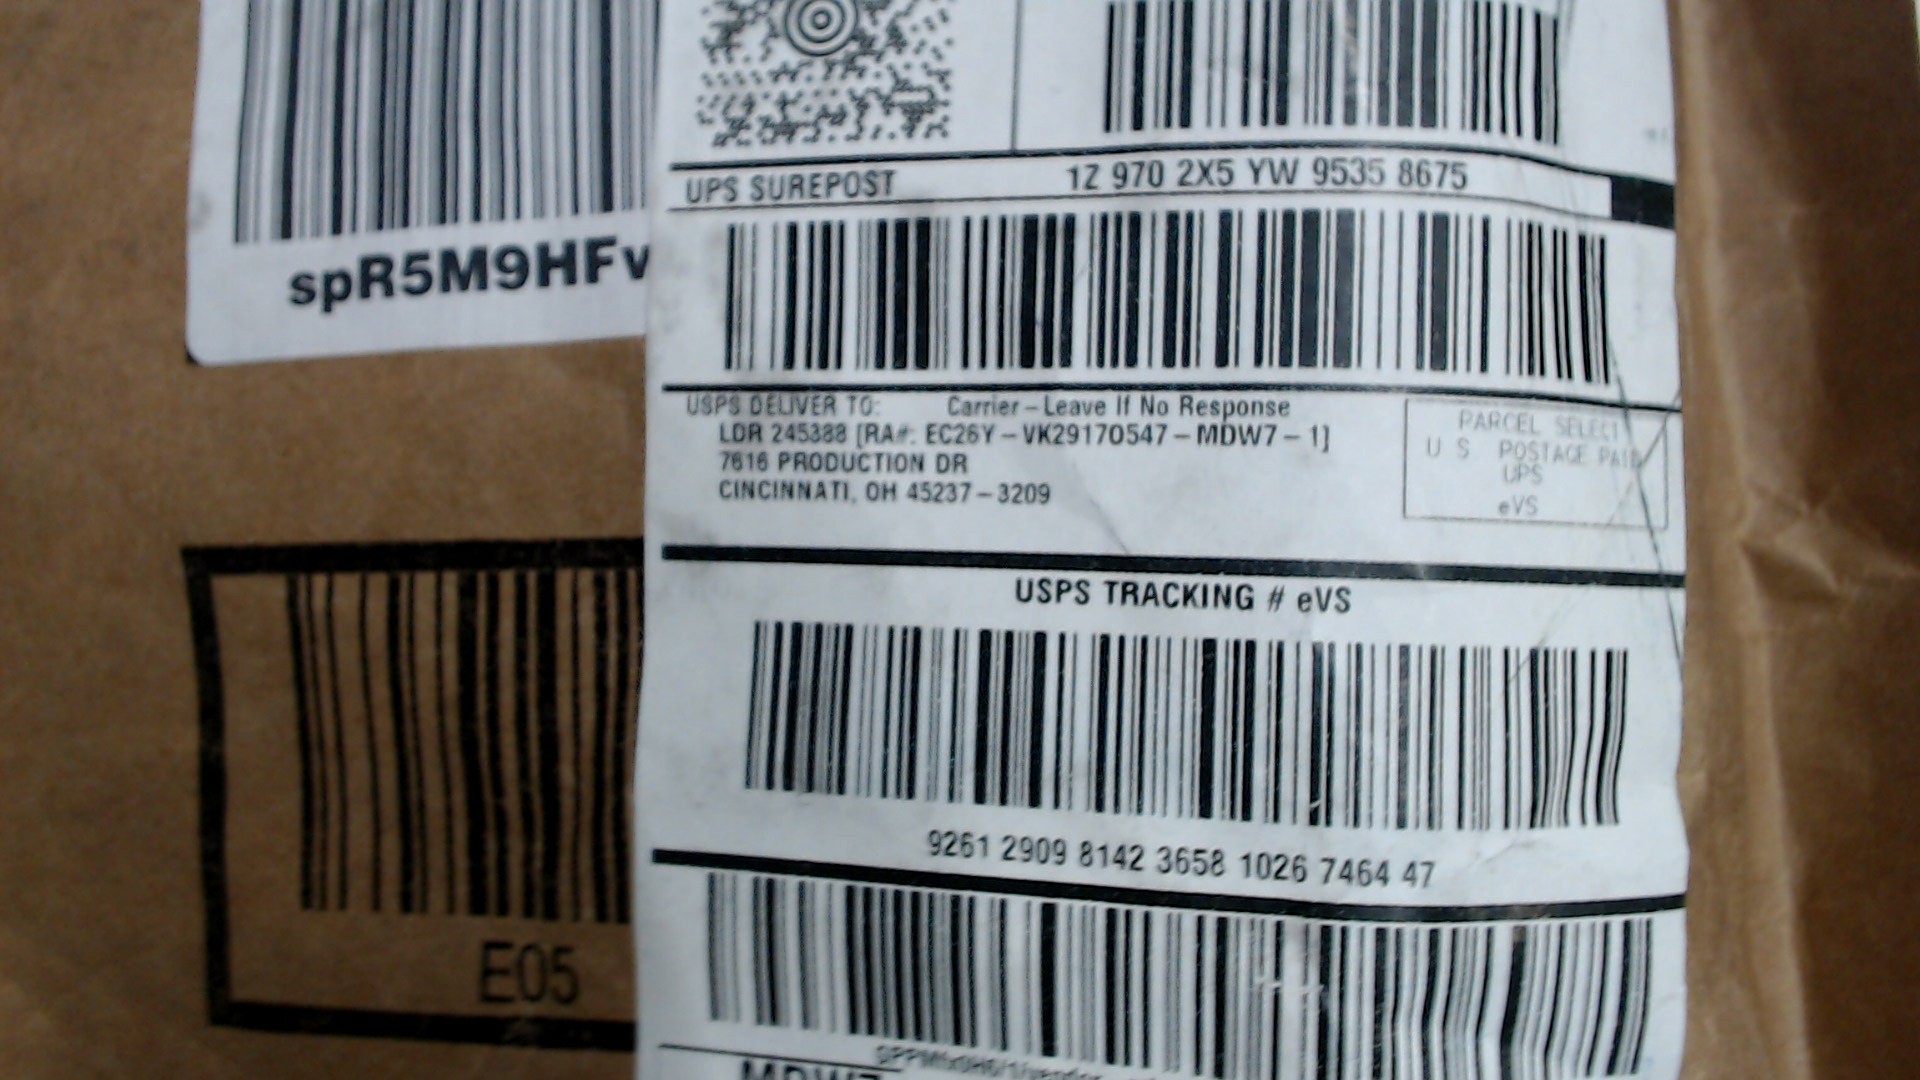 spR5M9HFv
UPS SUREPOST
1Z 970 2X5 YW 9535 8675
USPS DELIVER TO: Carrier – Leave If No Response
LDR 245388 [RA#: EC26Y – VK29170547 – MDW7 – 1]
7616 PRODUCTION DR
CINCINNATI, OH 45237 – 3209
PARCEL SELECT
U S POSTAGE PAID
UPS
eVS
USPS TRACKING # eVS
9261 2909 8142 3658 1026 7464 47
E05
MDW7